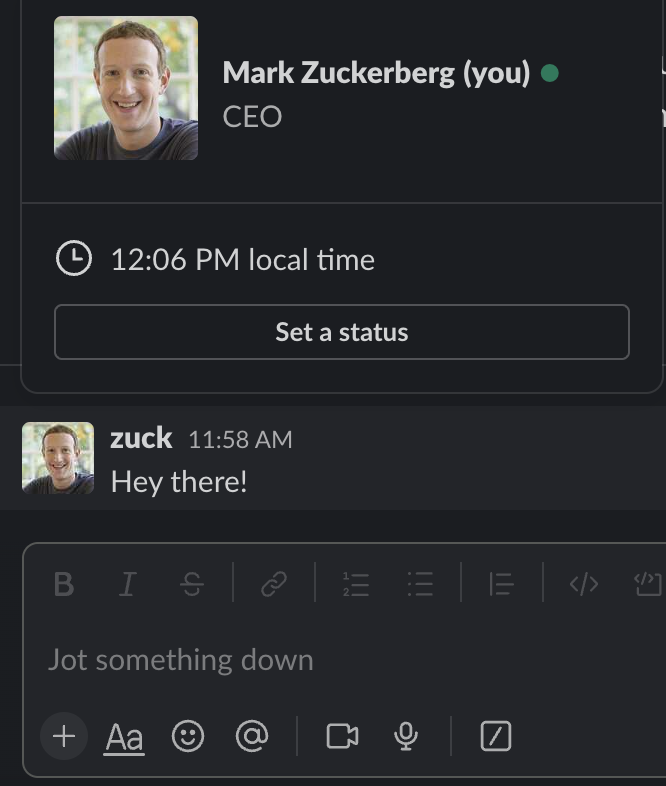 Mark Zuckerberg (you)
CEO
12:06 PM local time
Set a status
zuck 11:58 AM
Hey there!
B I S
Jot something down
Aa @